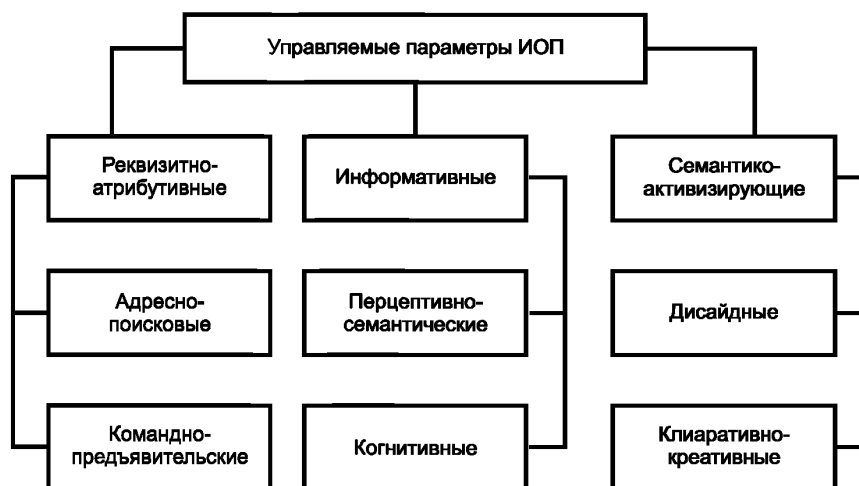 Управляемые параметры ИОП
Реквизитно-
атрибутивные
Информативные
Семантико-
активизирующие
Адресно-
поисковые
Перцептивно-
семантические
Дисайдные
Командно-
предъявительские
Когнитивные
Клиаративно-
креативные